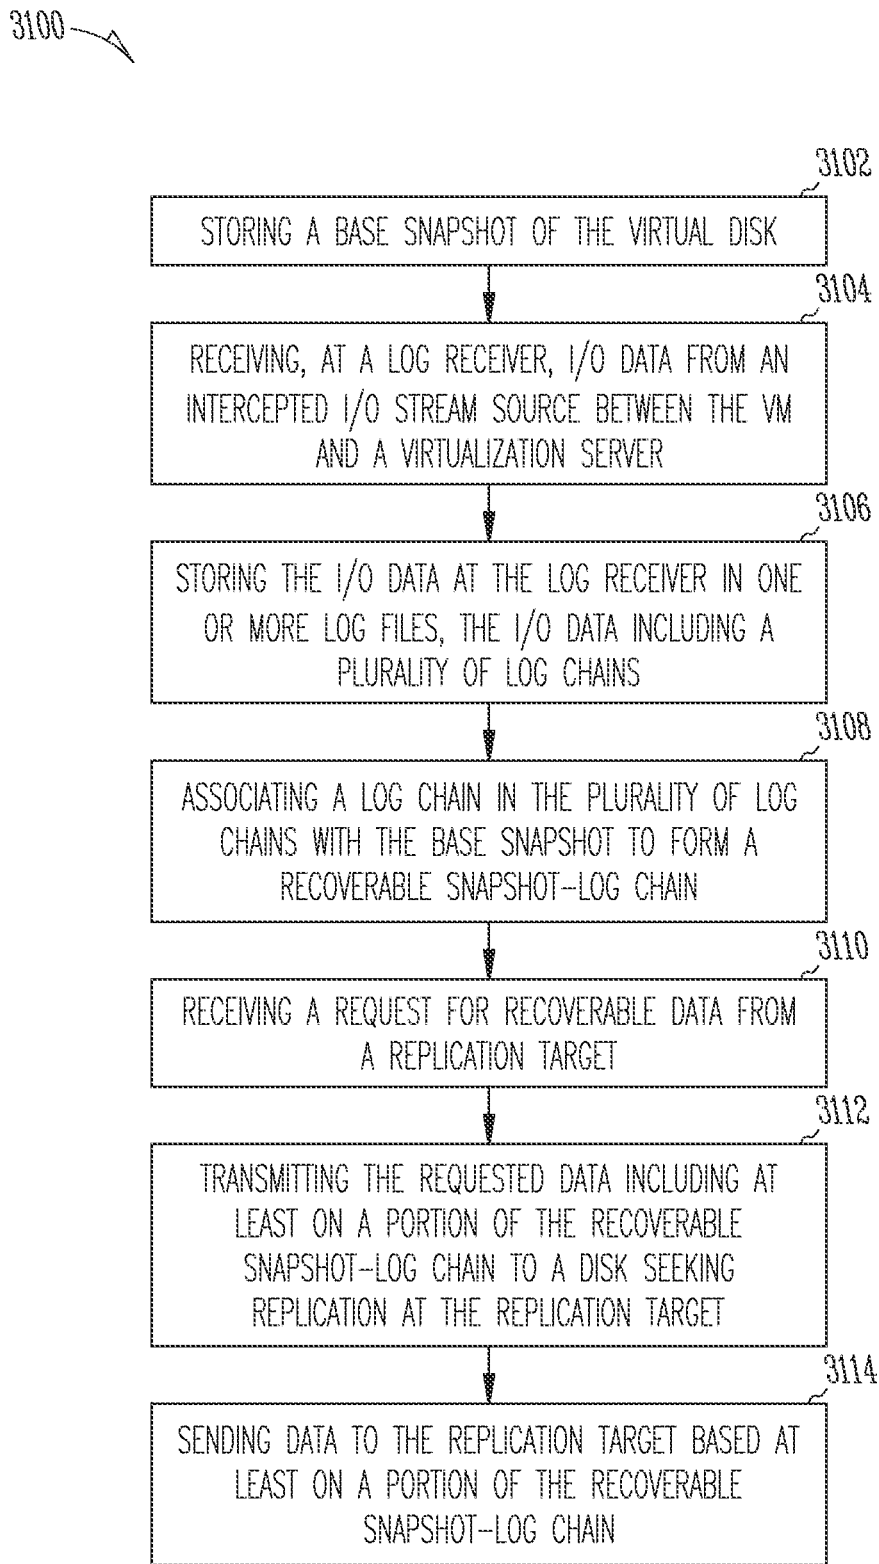 3100
3102
STORING A BASE SNAPSHOT OF THE VIRTUAL DISK
3104
RECEIVING, AT A LOG RECEIVER, I/O DATA FROM AN
INTERCEPTED I/O STREAM SOURCE BETWEEN THE VM
AND A VIRTUALIZATION SERVER
3106
STORING THE I/O DATA AT THE LOG RECEIVER IN ONE
OR MORE LOG FILES, THE I/O DATA INCLUDING A
PLURALITY OF LOG CHAINS
3108
ASSOCIATING A LOG CHAIN IN THE PLURALITY OF LOG
CHAINS WITH THE BASE SNAPSHOT TO FORM A
RECOVERABLE SNAPSHOT-LOG CHAIN
3110
RECEIVING A REQUEST FOR RECOVERABLE DATA FROM
A REPLICATION TARGET
3112
TRANSMITTING THE REQUESTED DATA INCLUDING AT
LEAST ON A PORTION OF THE RECOVERABLE
SNAPSHOT-LOG CHAIN TO A DISK SEEKING
REPLICATION AT THE REPLICATION TARGET
3114
SENDING DATA TO THE REPLICATION TARGET BASED AT
LEAST ON A PORTION OF THE RECOVERABLE
SNAPSHOT-LOG CHAIN